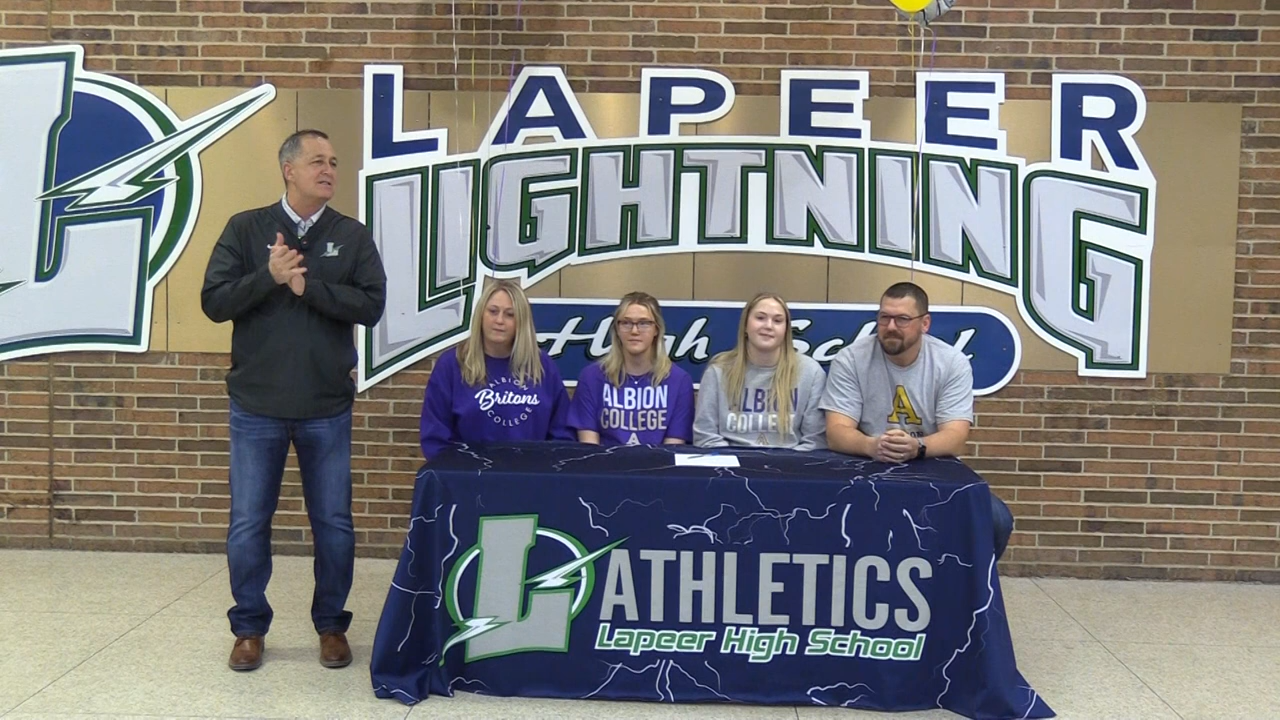 L
LAPEER
LIGHTNING
High School
L
ALBION
Britons
COLLEGE
ALBION
COLLEGE
A
ALBION
COLLEGE
A
A
L ATHLETICS
Lapeer High School